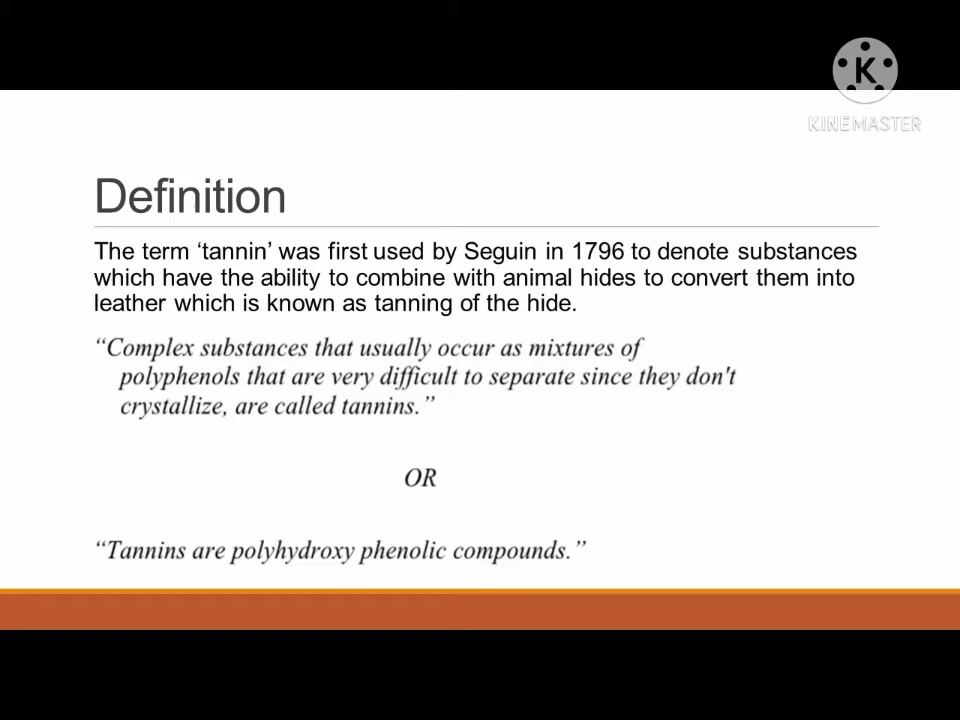 K
KINEMASTER
Definition
The term ‘tannin’ was first used by Seguin in 1796 to denote substances
which have the ability to combine with animal hides to convert them into
leather which is known as tanning of the hide.
“Complex substances that usually occur as mixtures of
polyphenols that are very difficult to separate since they don't
crystallize, are called tannins.”
OR
“Tannins are polyhydroxy phenolic compounds.”